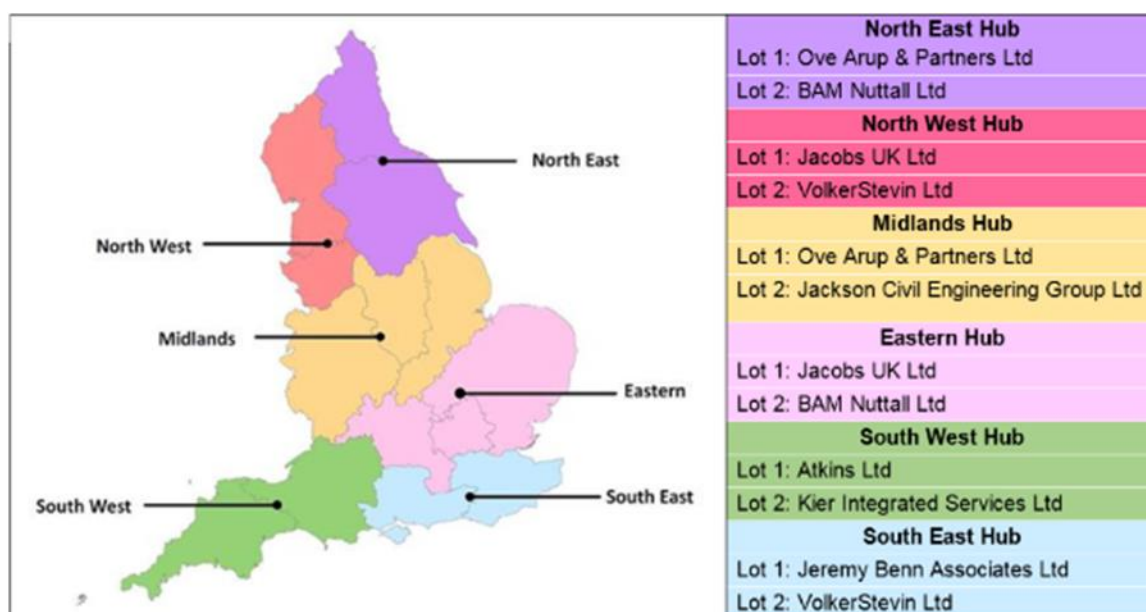 North East
North West
Midlands
Eastern
South West
South East
North East Hub
Lot 1: Ove Arup & Partners Ltd
Lot 2: BAM Nuttall Ltd
North West Hub
Lot 1: Jacobs UK Ltd
Lot 2: VolkerStevin Ltd
Midlands Hub
Lot 1: Ove Arup & Partners Ltd
Lot 2: Jackson Civil Engineering Group Ltd
Eastern Hub
Lot 1: Jacobs UK Ltd
Lot 2: BAM Nuttall Ltd
South West Hub
Lot 1: Atkins Ltd
Lot 2: Kier Integrated Services Ltd
South East Hub
Lot 1: Jeremy Benn Associates Ltd
Lot 2: VolkerStevin Ltd